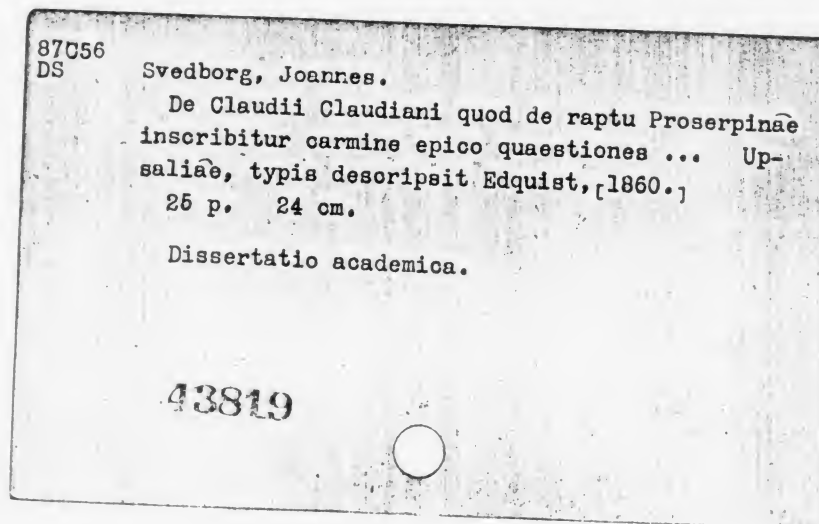 87C56
DS Svedborg, Joannes.
De Claudii Claudiani quod de raptu Proserpinae
inscribitur carmine epico quaestiones ... Up-
saliae, typis descripsit Edquist, [1860.]
25 p. 24 cm.
Dissertatio academica.
43819